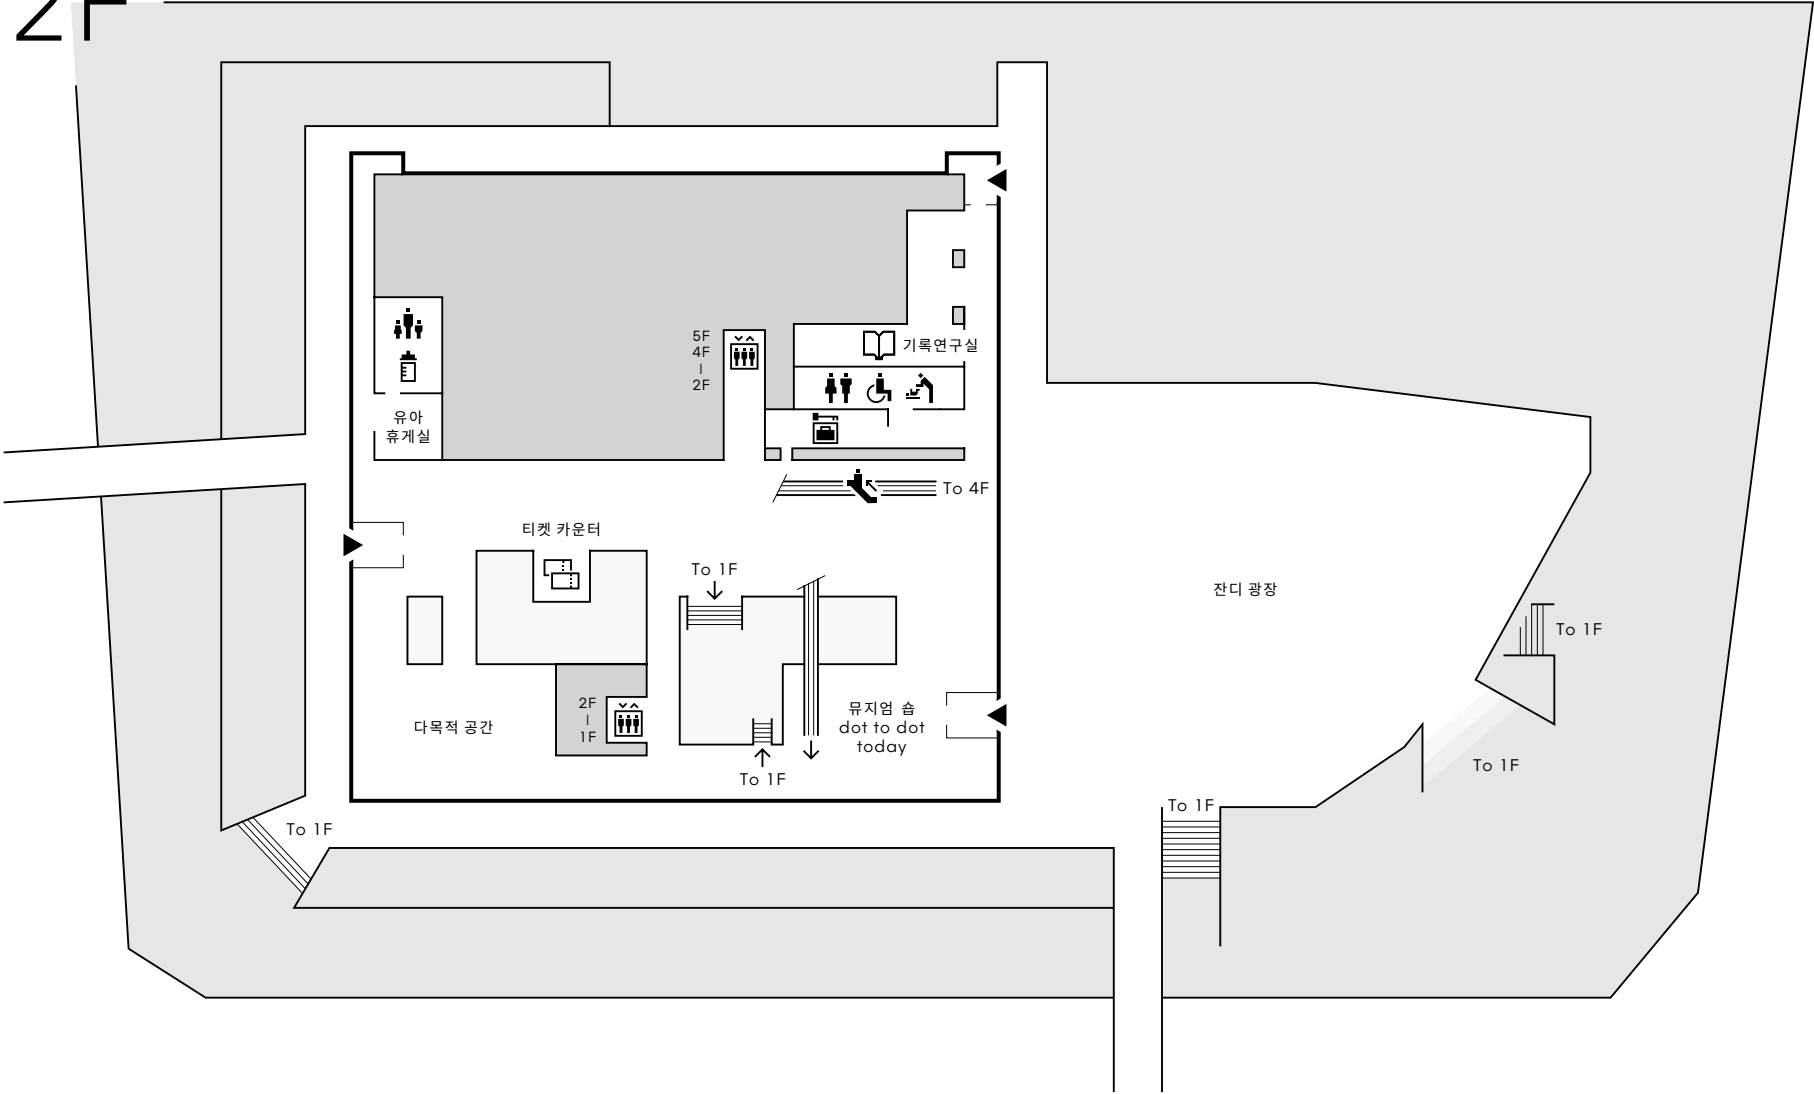 2F
5F
4F
|
2F
기록연구실
유아
휴게실
To 4F
티켓 카운터
To 1F
잔디 광장
To 1F
2F
|
1F
다목적 공간
뮤지엄 숍
dot to dot
today
To 1F
To 1F
To 1F
To 1F